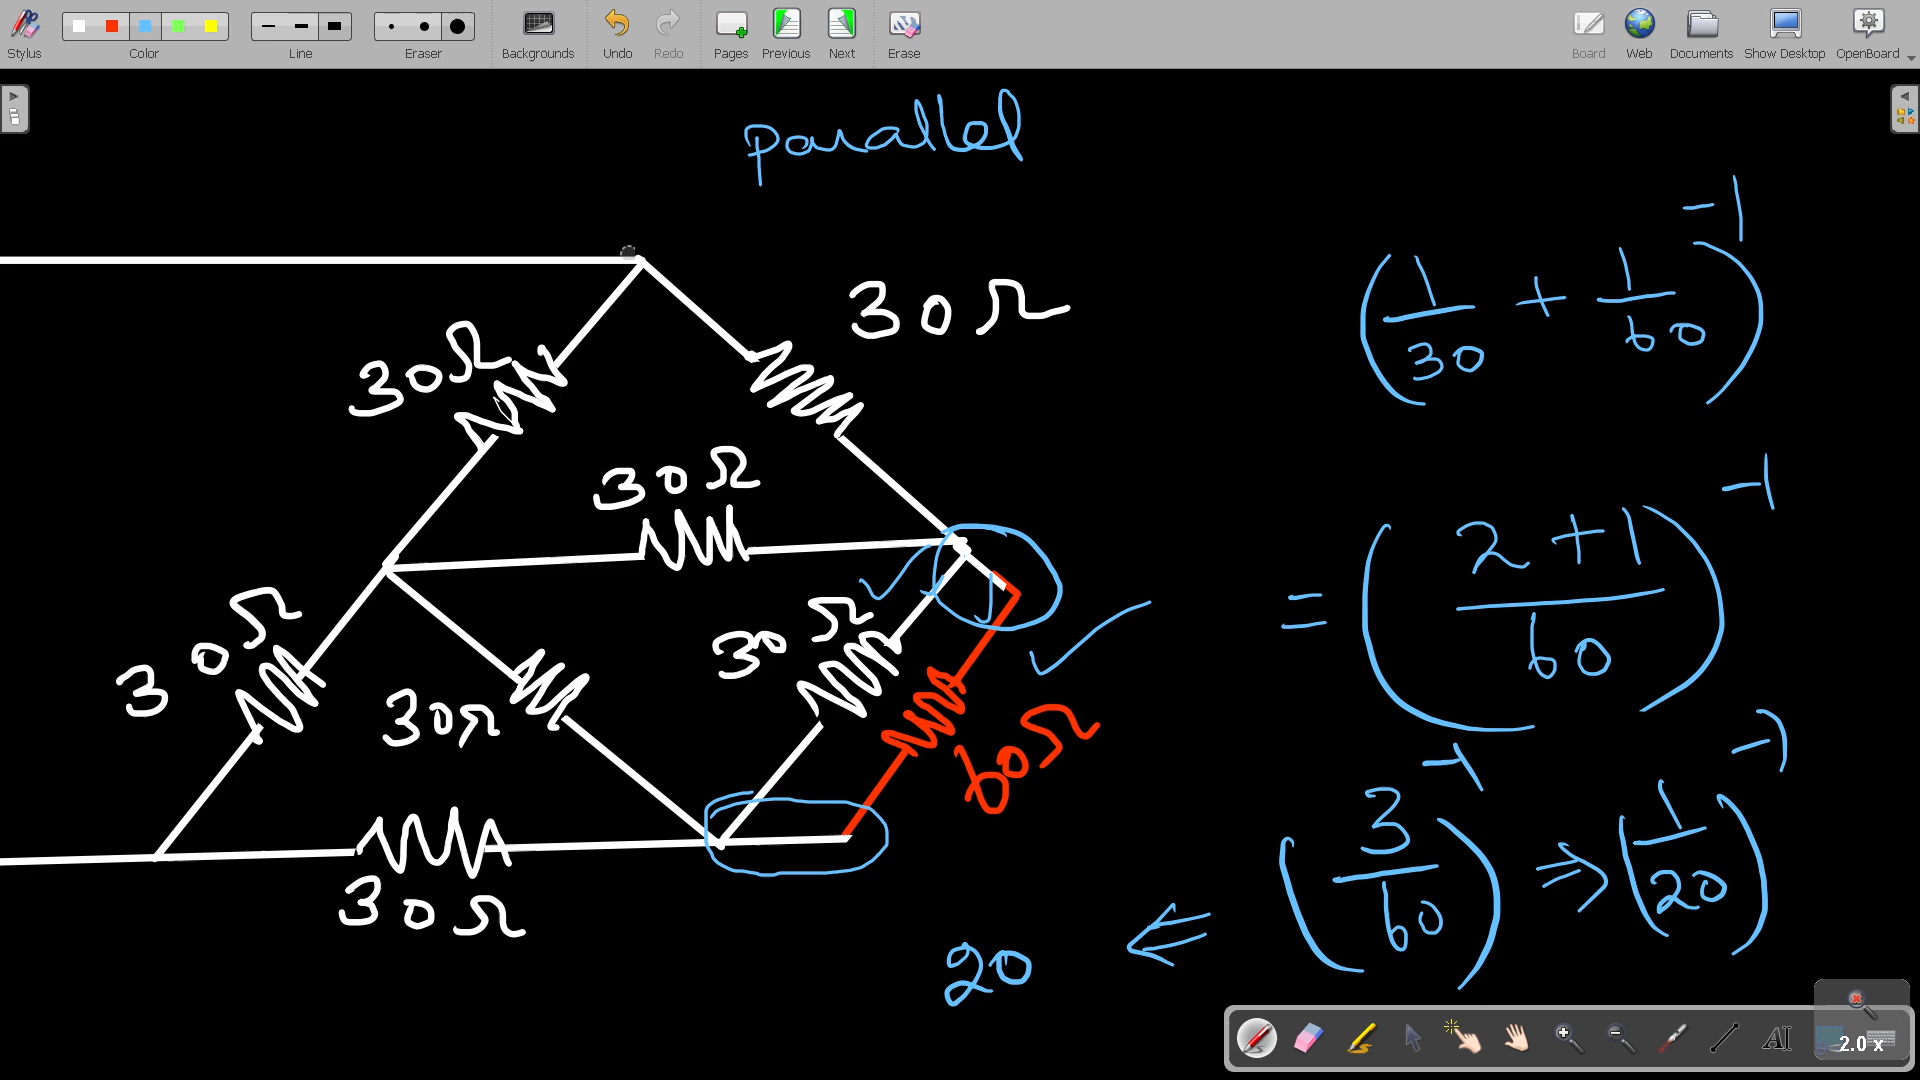 Stylus Color Line Eraser Backgrounds Undo Redo Pages Previous Next Erase Board Web Documents Show Desktop OpenBoard
parallel
30Ω
30Ω
30Ω
30Ω
30Ω
30Ω
60Ω
30Ω
(1/30 + 1/60)^-1
= (2+1/60)^-1
(3/60)^-1 ⇒ (1/20)^-1
⇐
20
AI
2.0 x